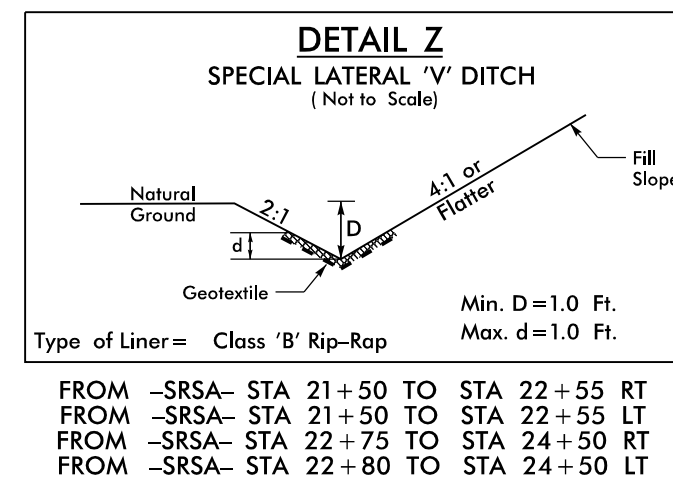 DETAIL Z
SPECIAL LATERAL 'V' DITCH
( Not to Scale)
Natural
Ground
2:1
D
d
4:1 or
Flatter
Fill
Slope
Geotextile
Min. D=1.0 Ft.
Max. d=1.0 Ft.
Type of Liner= Class 'B' Rip-Rap
FROM -SRSA- STA 21+50 TO STA 22+55 RT
FROM -SRSA- STA 21+50 TO STA 22+55 LT
FROM -SRSA- STA 22+75 TO STA 24+50 RT
FROM -SRSA- STA 22+80 TO STA 24+50 LT